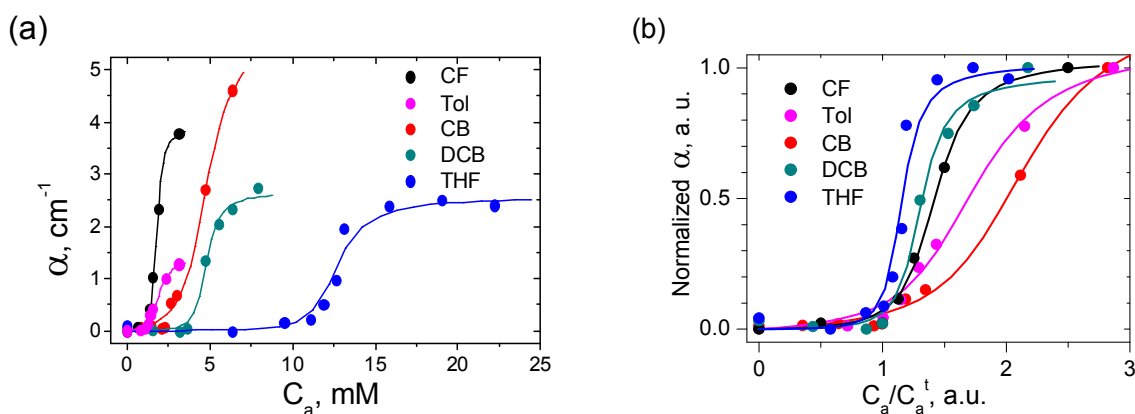 (a)
α, cm⁻¹
5
4
3
2
1
0
CF
Tol
CB
DCB
THF
0 5 10 15 20 25
Cₐ, mM
(b)
Normalized α, a. u.
1.0
0.5
0.0
CF
Tol
CB
DCB
THF
0 1 2 3
Cₐ/Cₐᵗ, a.u.